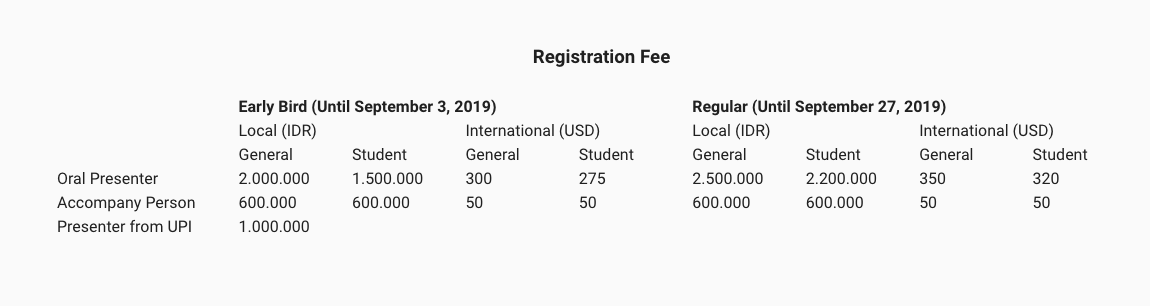 Registration Fee
Early Bird (Until September 3, 2019) Regular (Until September 27, 2019)
Local (IDR) International (USD) Local (IDR) International (USD)
General Student General Student General Student General Student
Oral Presenter 2.000.000 1.500.000 300 275 2.500.000 2.200.000 350 320
Accompany Person 600.000 600.000 50 50 600.000 600.000 50 50
Presenter from UPI 1.000.000